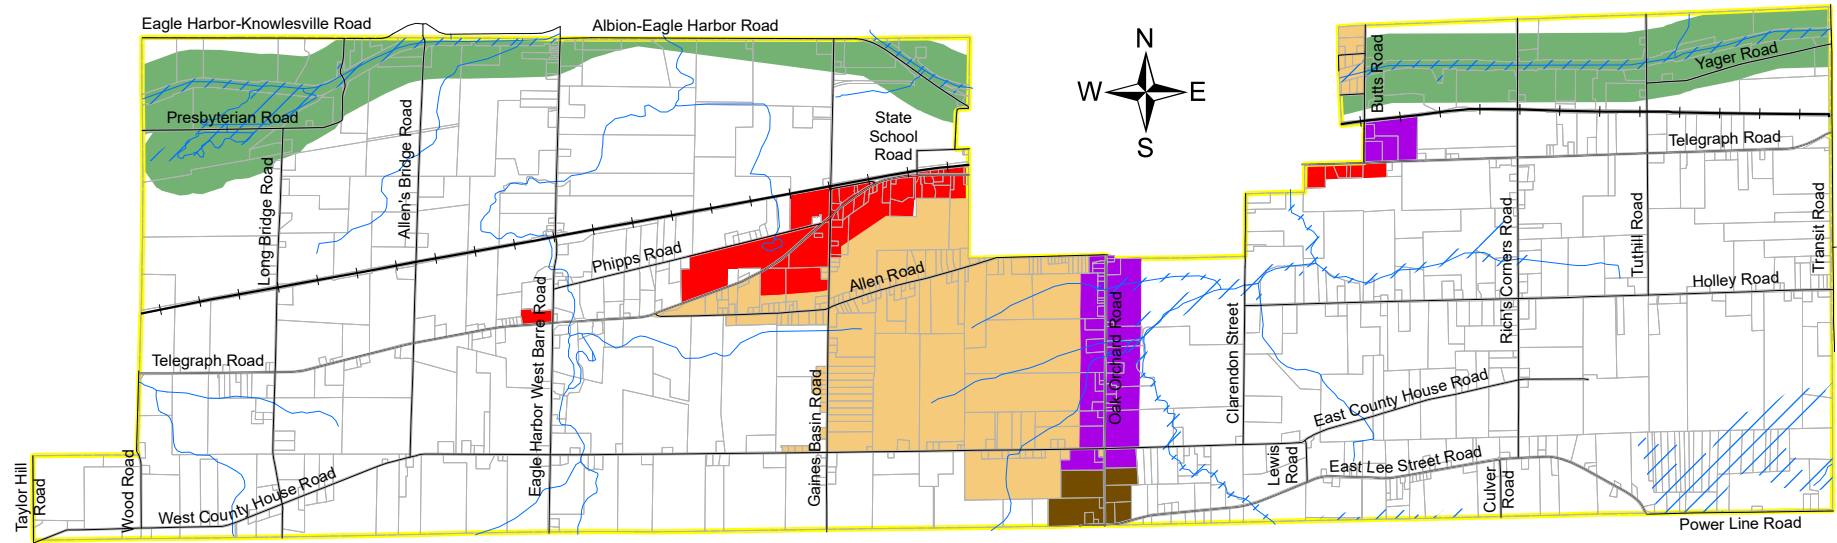 Eagle Harbor-Knowlesville Road
Albion-Eagle Harbor Road
N
W
E
S
Butts Road
Yager Road
Presbyterian Road
State
School
Road
Telegraph Road
Long Bridge Road
Allen's Bridge Road
Phipps Road
Allen Road
Rich's Corners Road
Tuthill Road
Transit Road
Holley Road
Eagle Harbor West Barre Road
Oak-Orchard Road
Clarendon Street
Telegraph Road
Gaines Basin Road
East County House Road
Taylor Hill
Road
Wood Road
West County House Road
Lewis
Road
East Lee Street Road
Culver
Road
Power Line Road